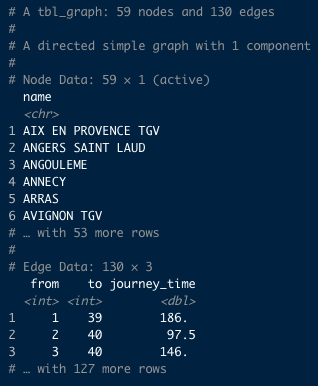 # A tbl_graph: 59 nodes and 130 edges
#
# A directed simple graph with 1 component
#
# Node Data: 59 × 1 (active)
  name
  <chr>
1 AIX EN PROVENCE TGV
2 ANGERS SAINT LAUD
3 ANGOULEME
4 ANNECY
5 ARRAS
6 AVIGNON TGV
# … with 53 more rows
#
# Edge Data: 130 × 3
   from    to journey_time
  <int> <int>        <dbl>
1     1    39        186.
2     2    40         97.5
3     3    40        146.
# … with 127 more rows